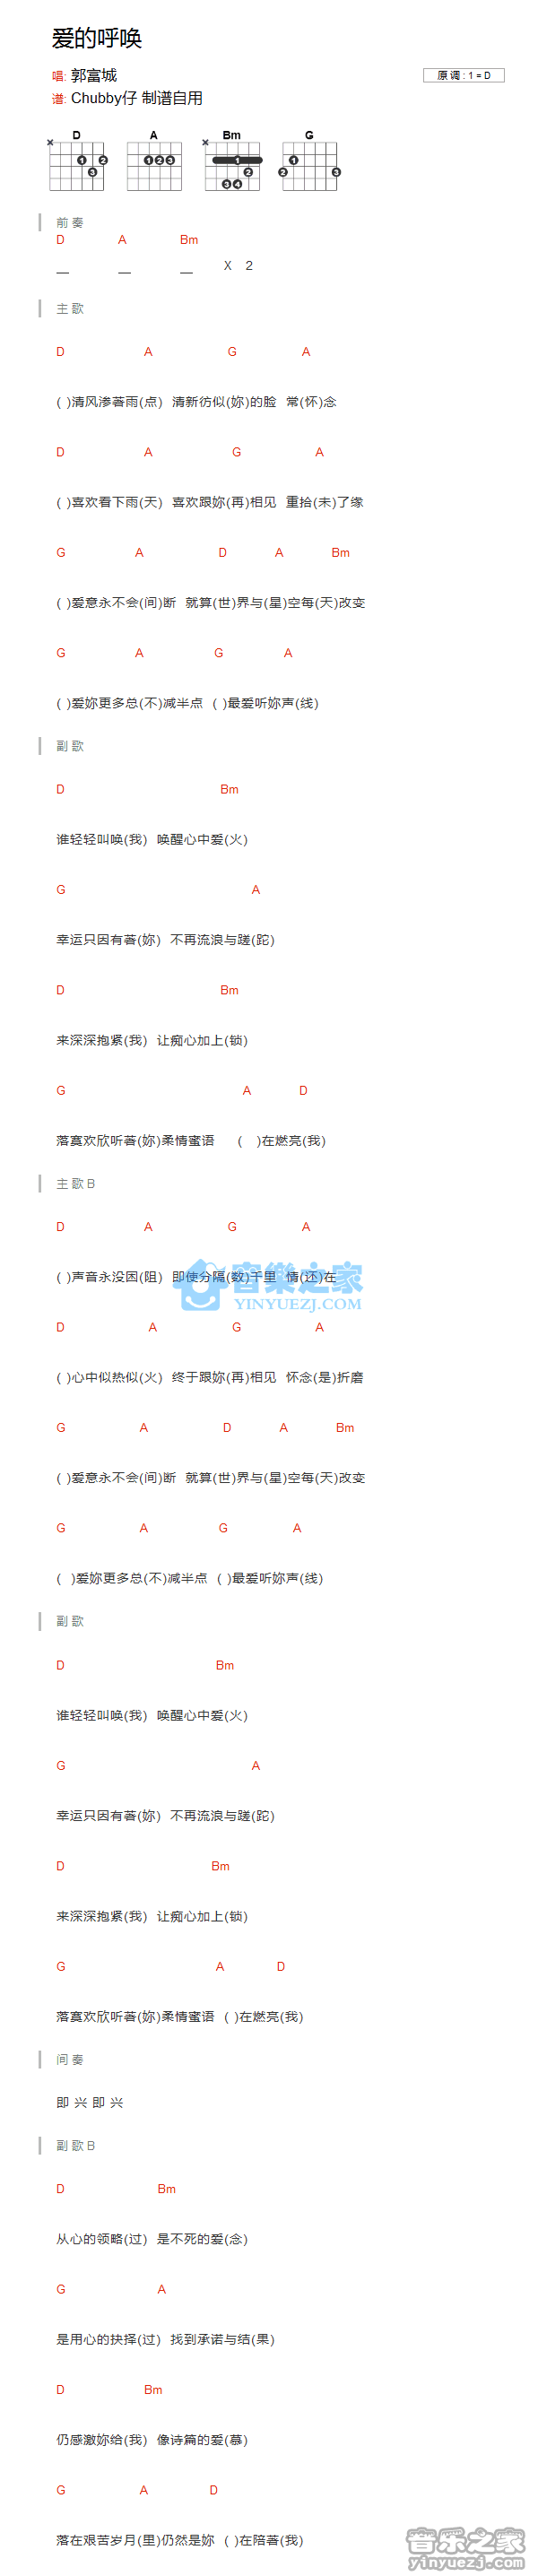 爱的呼唤
唱: 郭富城
原 调 : 1 = D
谱: Chubby仔 制谱自用
D A Bm G
前 奏
D A Bm
— — — X 2
主 歌
D A G A
( )清风渗著雨(点) 清新彷似(妳)的脸 常(怀)念
D A G A
( )喜欢看下雨(天) 喜欢跟妳(再)相见 重拾(未)了缘
G A D A Bm
( )爱意永不会(间)断 就算(世)界与(星)空每(天)改变
G A G A
( )爱妳更多总(不)减半点 ( )最爱听妳声(线)
副 歌
D Bm
谁轻轻叫唤(我) 唤醒心中爱(火)
G A
幸运只因有著(妳) 不再流浪与蹉(跎)
D Bm
来深深抱紧(我) 让痴心加上(锁)
G A D
落寞欢欣听著(妳)柔情蜜语 ( )在燃亮(我)
主 歌 B
D A G A
( )声音永没因(阻) 即使分隔(数)千里 情(还)在
音樂之家
YINYUEZJ.COM
D A G A
( )心中似热似(火) 终于跟妳(再)相见 怀念(是)折磨
G A D A Bm
( )爱意永不会(间)断 就算(世)界与(星)空每(天)改变
G A G A
( )爱妳更多总(不)减半点 ( )最爱听妳声(线)
副 歌
D Bm
谁轻轻叫唤(我) 唤醒心中爱(火)
G A
幸运只因有著(妳) 不再流浪与蹉(跎)
D Bm
来深深抱紧(我) 让痴心加上(锁)
G A D
落寞欢欣听著(妳)柔情蜜语 ( )在燃亮(我)
间 奏
即 兴 即 兴
副 歌 B
D Bm
从心的领略(过) 是不死的爱(念)
G A
是用心的抉择(过) 找到承诺与结(果)
D Bm
仍感激妳给(我) 像诗篇的爱(慕)
G A D
落在艰苦岁月(里)仍然是妳 ( )在陪著(我)
音乐之家
yinyuezj.com